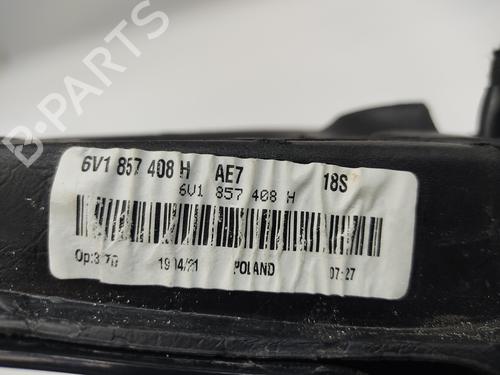 B-PARTS
6V1 857 408 H AE7 18S
6V1 857 408 H
19/04/21 POLAND 07:27